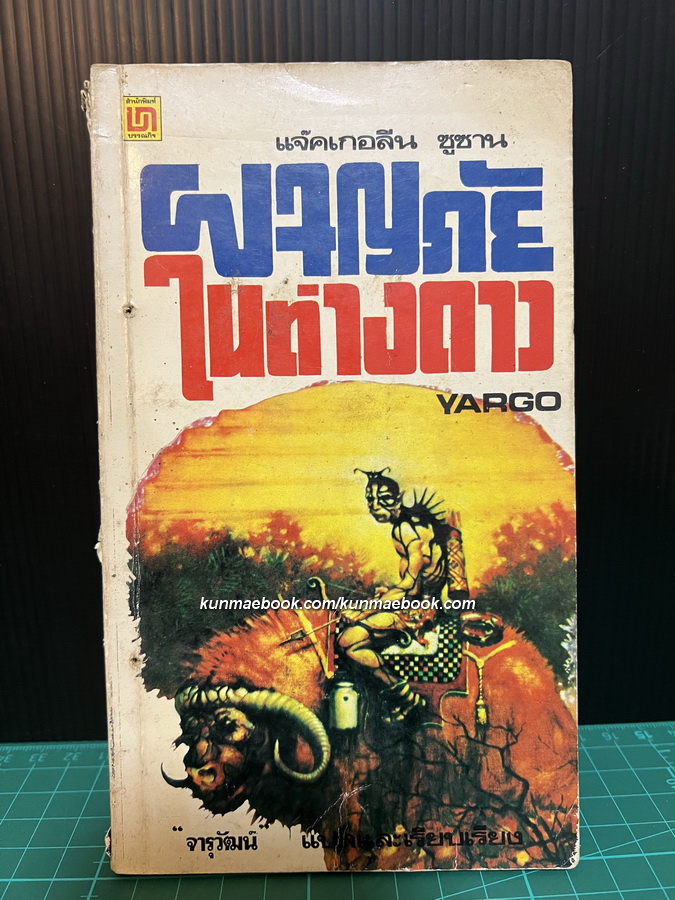 สำนักพิมพ์
บรรณกิจ
แจ๊คเกอลีน ซูซาน
ผจญภัย
ในต่างดาว
YARGO
kunmaebook.com/kunmaebook.com
"จารุวัฒน์" แปลและเรียบเรียง